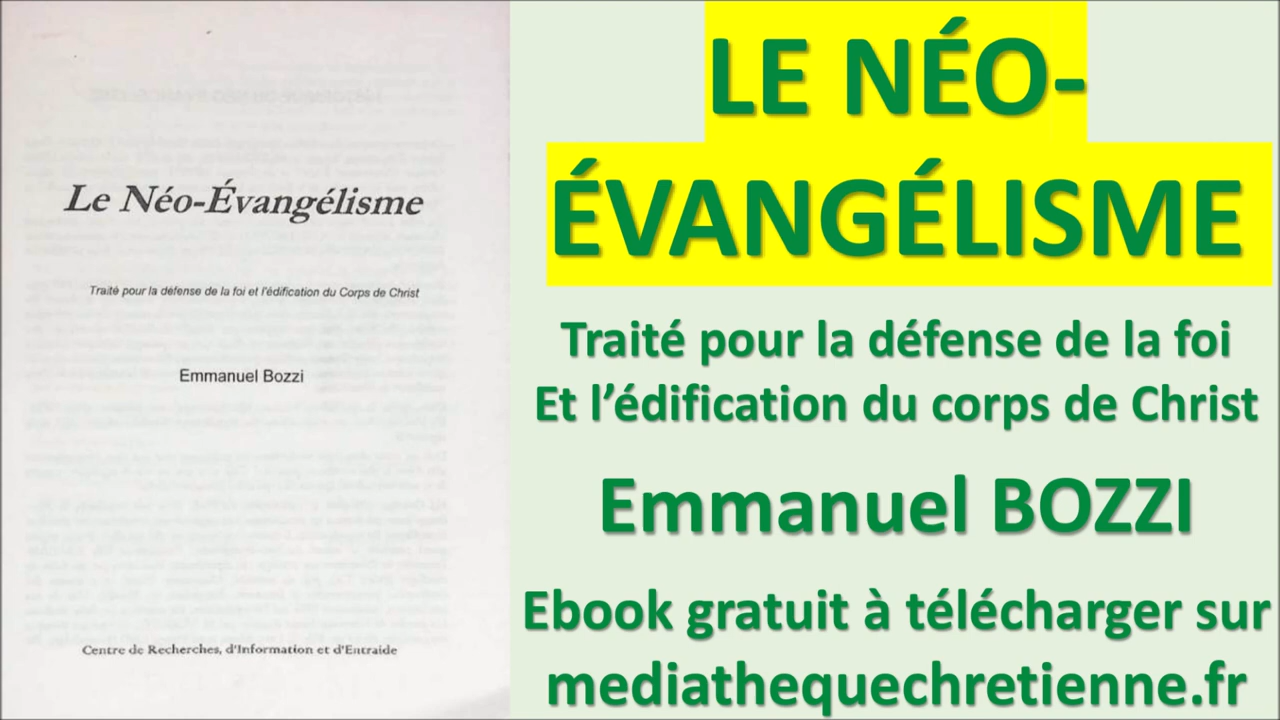 Le Néo-Évangélisme
Traité pour la défense de la foi et l'édification du Corps de Christ
Emmanuel Bozzi
Centre de Recherches, d'Information et d'Entraide
LE NÉO-
ÉVANGÉLISME
Traité pour la défense de la foi
Et l’édification du corps de Christ
Emmanuel BOZZI
Ebook gratuit à télécharger sur
mediathequechretienne.fr